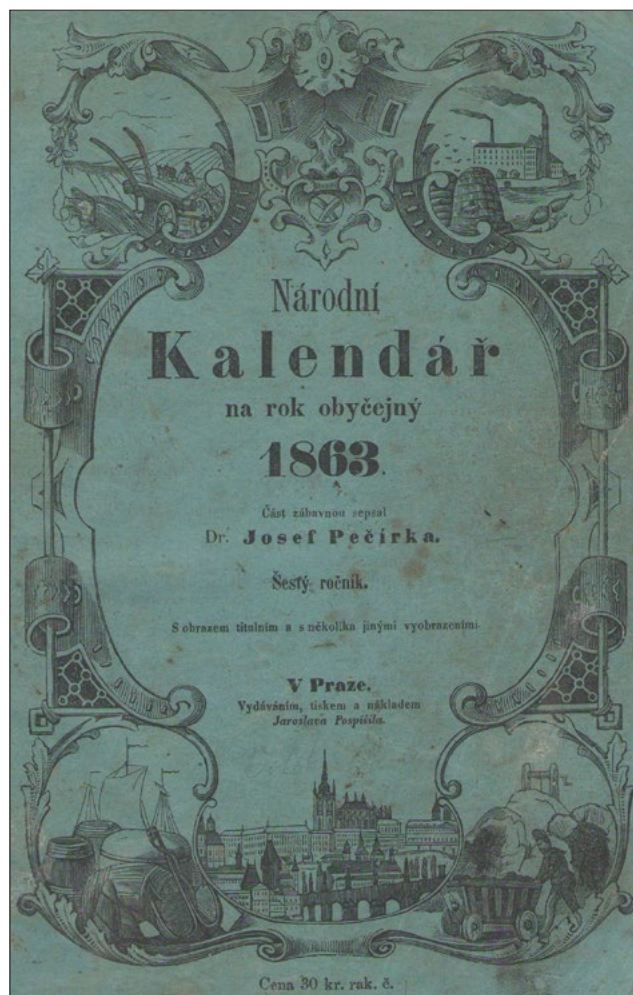 Národní
Kalendář
na rok obyčejný
1863.
Část zábavnou sepsal
Dr. Josef Pečírka.
Šestý ročník.
S obrazem titulním a s několika jinými vyobrazeními.
V Praze.
Vydáváním, tiskem a nákladem
Jaroslava Pospíšila.
Cena 30 kr. rak. č.